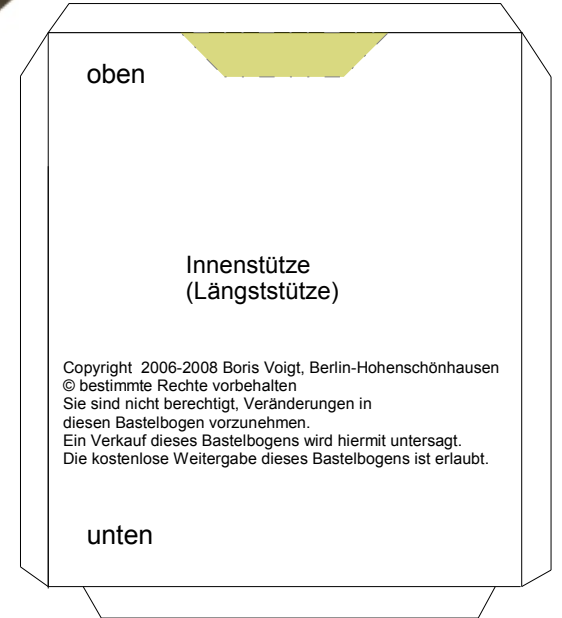 oben
Innenstütze
(Längststütze)
Copyright 2006-2008 Boris Voigt, Berlin-Hohenschönhausen
© bestimmte Rechte vorbehalten
Sie sind nicht berechtigt, Veränderungen in
diesen Bastelbogen vorzunehmen.
Ein Verkauf dieses Bastelbogens wird hiermit untersagt.
Die kostenlose Weitergabe dieses Bastelbogens ist erlaubt.
unten